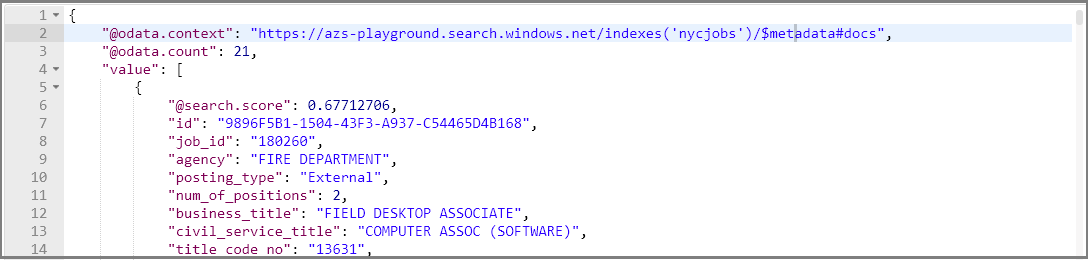 1 {
2 "@odata.context": "https://azs-playground.search.windows.net/indexes('nycjobs')/$metadata#docs",
3 "@odata.count": 21,
4 "value": [
5 {
6 "@search.score": 0.67712706,
7 "id": "9896F5B1-1504-43F3-A937-C54465D4B168",
8 "job_id": "180260",
9 "agency": "FIRE DEPARTMENT",
10 "posting_type": "External",
11 "num_of_positions": 2,
12 "business_title": "FIELD DESKTOP ASSOCIATE",
13 "civil_service_title": "COMPUTER ASSOC (SOFTWARE)",
14 "title_code_no": "13631",